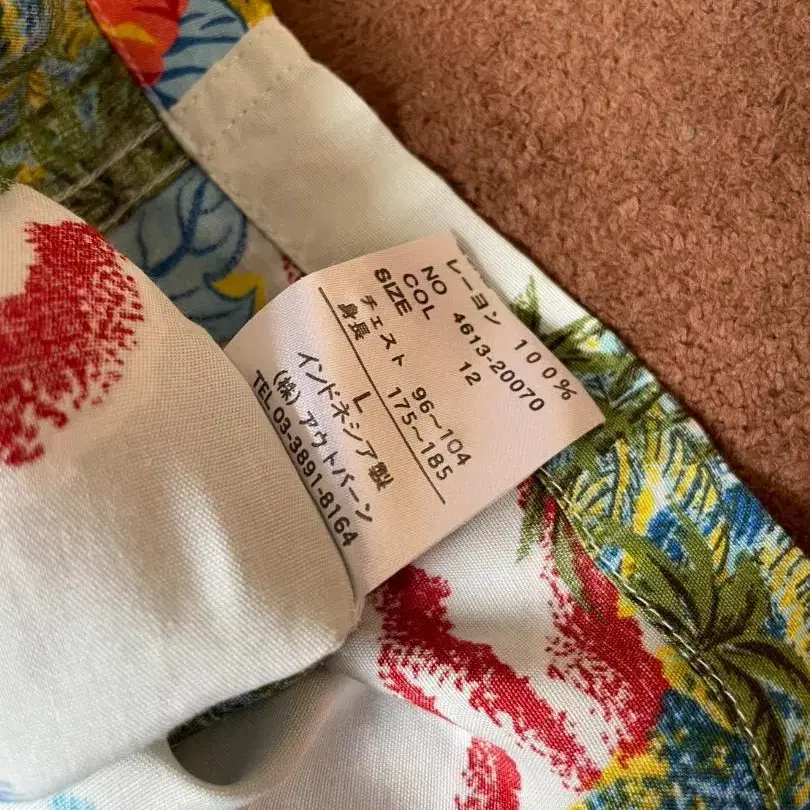 レーヨン 100%
NO 4613-20070
COL 12
SIZE
チェスト 96～104
身長 175～185
L
インドネシア製
(株)アウトバーン
TEL 03-3891-8164